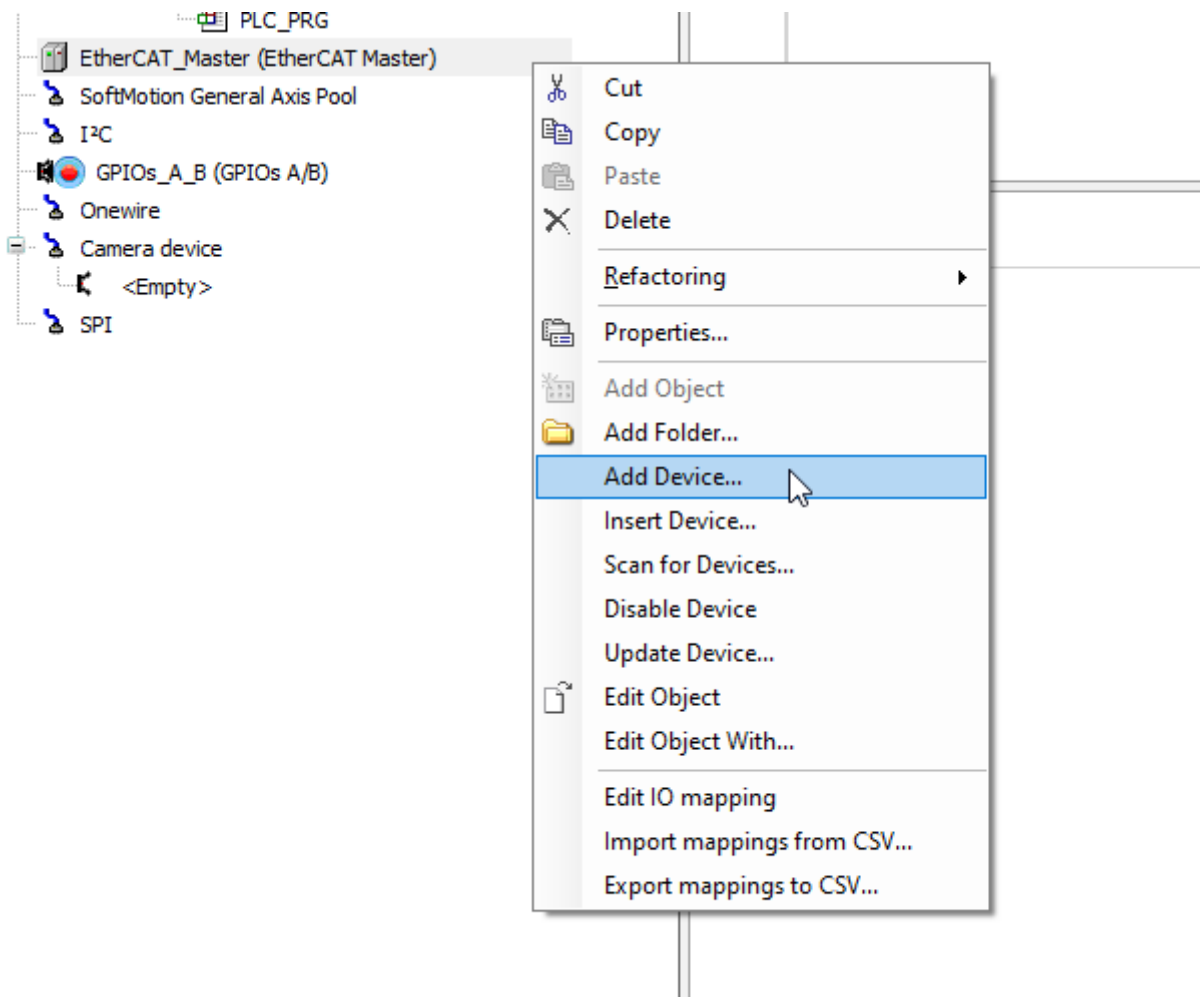 PLC_PRG
EtherCAT_Master (EtherCAT Master)
SoftMotion General Axis Pool
I²C
GPIOs_A_B (GPIOs A/B)
Onewire
Camera device
<Empty>
SPI
Cut
Copy
Paste
Delete
Refactoring
Properties...
Add Object
Add Folder...
Add Device...
Insert Device...
Scan for Devices...
Disable Device
Update Device...
Edit Object
Edit Object With...
Edit IO mapping
Import mappings from CSV...
Export mappings to CSV...